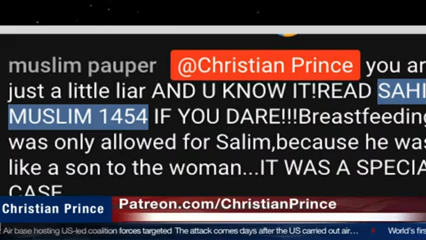 muslim pauper @Christian Prince you ar
just a little liar AND U KNOW IT!READ SAHI
MUSLIM 1454 IF YOU DARE!!!Breastfeeding
was only allowed for Salim,because he was
like a son to the woman...IT WAS A SPECIA
CASE
Christian Prince
Patreon.com/ChristianPrince
Air base hosting US-led coalition forces targeted. The attack comes days after the US carried out air...
World's fir